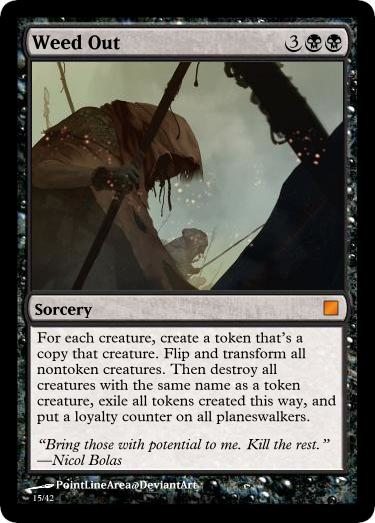 Weed Out 3
Sorcery
For each creature, create a token that's a
copy that creature. Flip and transform all
nontoken creatures. Then destroy all
creatures with the same name as a token
creature, exile all tokens created this way, and
put a loyalty counter on all planeswalkers.
“Bring those with potential to me. Kill the rest.”
—Nicol Bolas
PointLineArea@DeviantArt
15/42